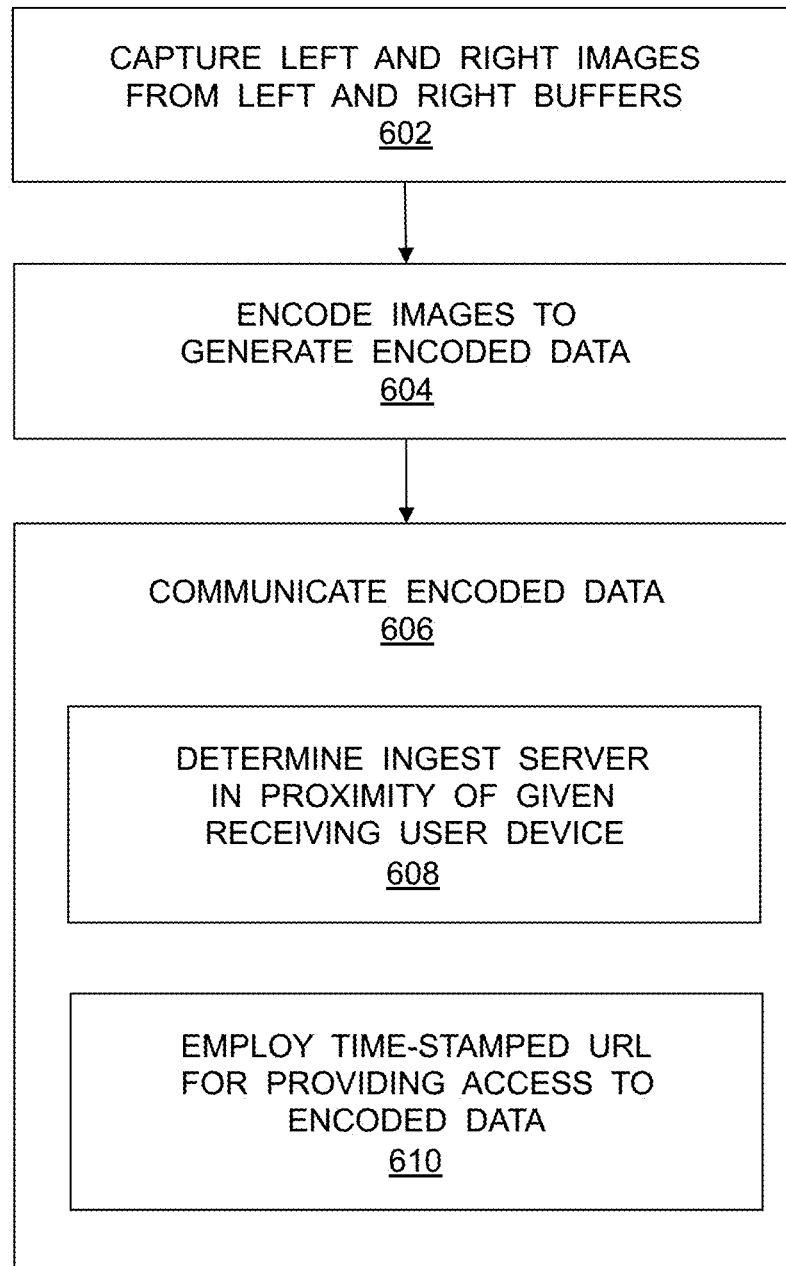 CAPTURE LEFT AND RIGHT IMAGES
FROM LEFT AND RIGHT BUFFERS
602
ENCODE IMAGES TO
GENERATE ENCODED DATA
604
COMMUNICATE ENCODED DATA
606
DETERMINE INGEST SERVER
IN PROXIMITY OF GIVEN
RECEIVING USER DEVICE
608
EMPLOY TIME-STAMPED URL
FOR PROVIDING ACCESS TO
ENCODED DATA
610